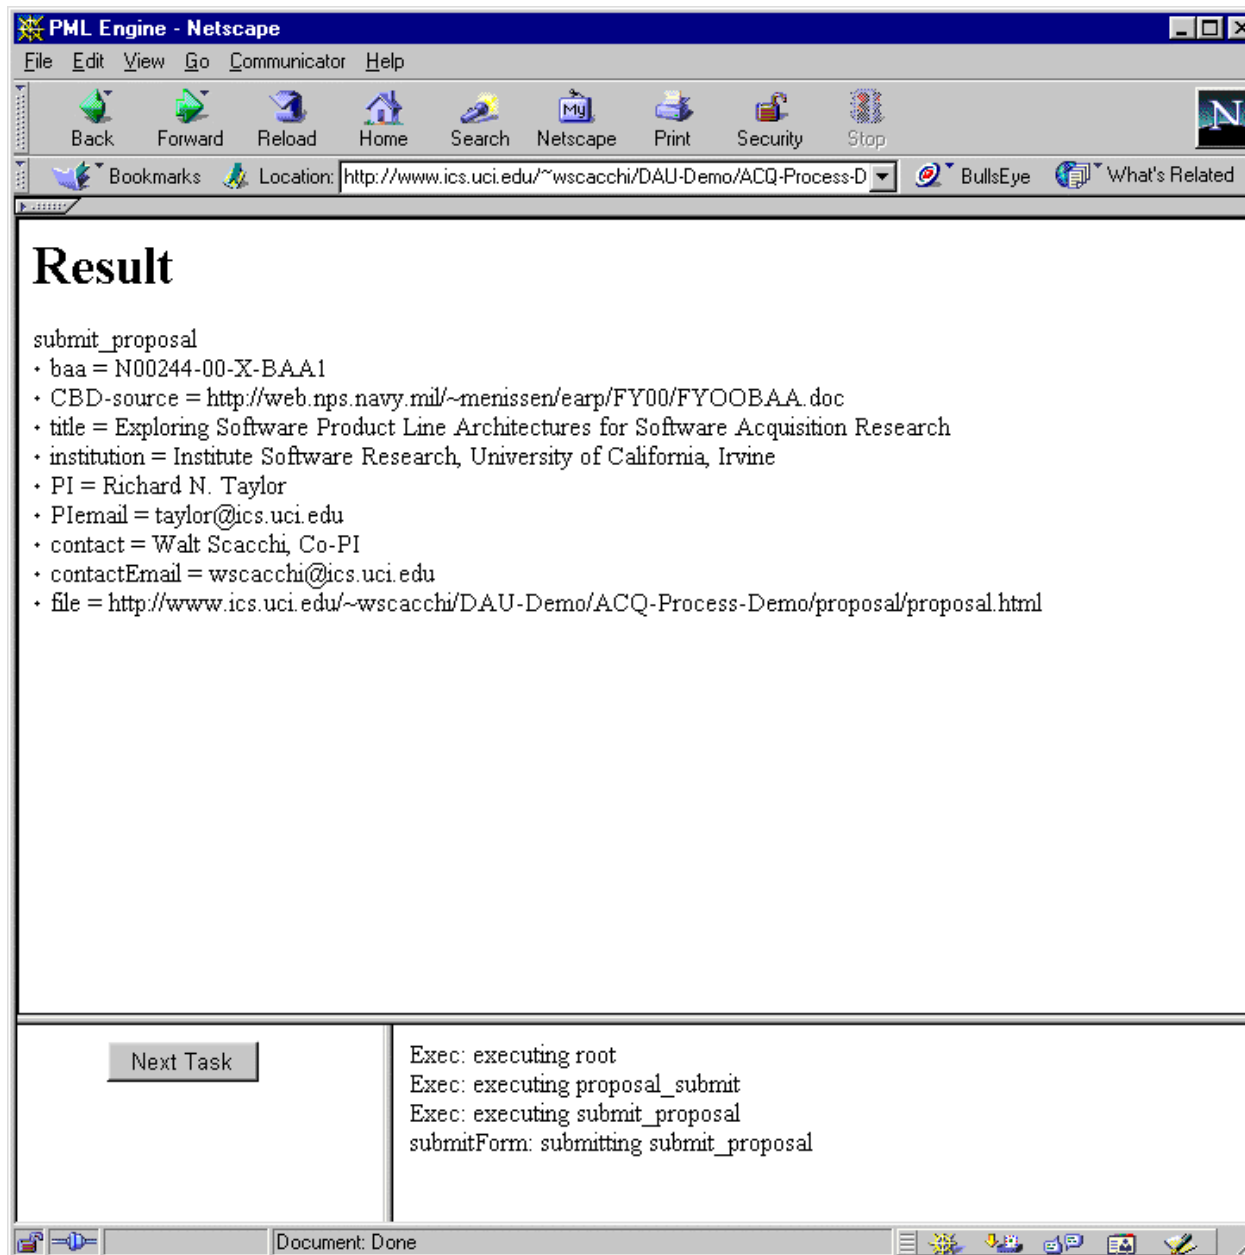 PML Engine - Netscape
File Edit View Go Communicator Help
Back Forward Reload Home Search Netscape Print Security Stop
My
N
Bookmarks Location: http://www.ics.uci.edu/~wscacchi/DAU-Demo/ACQ-Process-D BullsEye What's Related
Result
submit_proposal
• baa = N00244-00-X-BAA1
• CBD-source = http://web.nps.navy.mil/~menissen/earp/FY00/FYOOBAA.doc
• title = Exploring Software Product Line Architectures for Software Acquisition Research
• institution = Institute Software Research, University of California, Irvine
• PI = Richard N. Taylor
• PIemail = taylor@ics.uci.edu
• contact = Walt Scacchi, Co-PI
• contactEmail = wscacchi@ics.uci.edu
• file = http://www.ics.uci.edu/~wscacchi/DAU-Demo/ACQ-Process-Demo/proposal/proposal.html
Next Task
Exec: executing root
Exec: executing proposal_submit
Exec: executing submit_proposal
submitForm: submitting submit_proposal
Document: Done